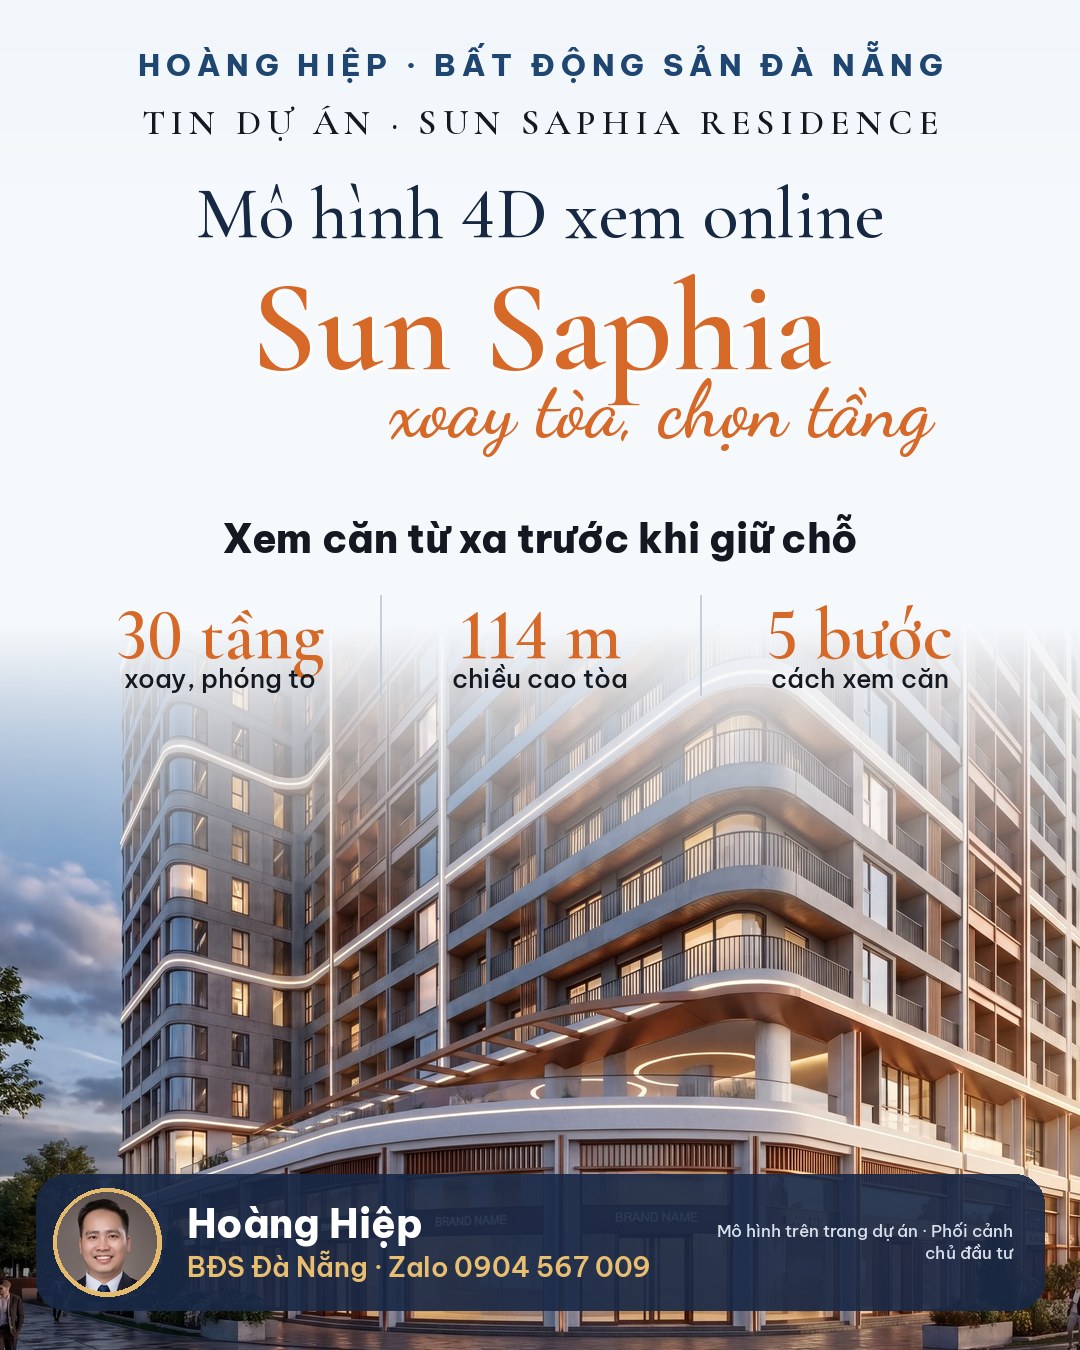 HOÀNG HIỆP · BẤT ĐỘNG SẢN ĐÀ NẴNG
TIN DỰ ÁN · SUN SAPHIA RESIDENCE
Mô hình 4D xem online
Sun Saphia
xoay tòa, chọn tầng
Xem căn từ xa trước khi giữ chỗ
30 tầng
xoay, phóng to
114 m
chiều cao tòa
5 bước
cách xem căn
BRAND NAME
BRAND NAME
Hoàng Hiệp
BĐS Đà Nẵng · Zalo 0904 567 009
Mô hình trên trang dự án · Phối cảnh
chủ đầu tư